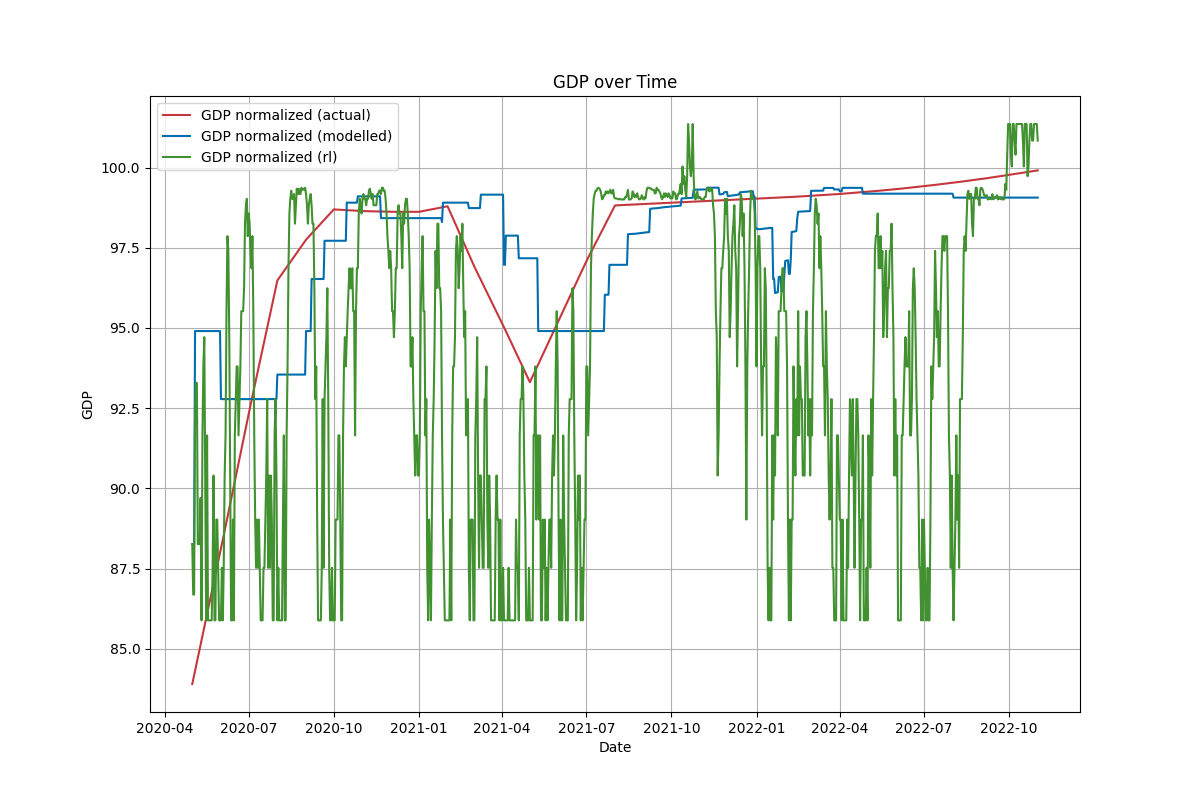 GDP over Time
GDP normalized (actual)
GDP normalized (modelled)
GDP normalized (rl)
GDP
100.0
97.5
95.0
92.5
90.0
87.5
85.0
2020-04 2020-07 2020-10 2021-01 2021-04 2021-07 2021-10 2022-01 2022-04 2022-07 2022-10
Date